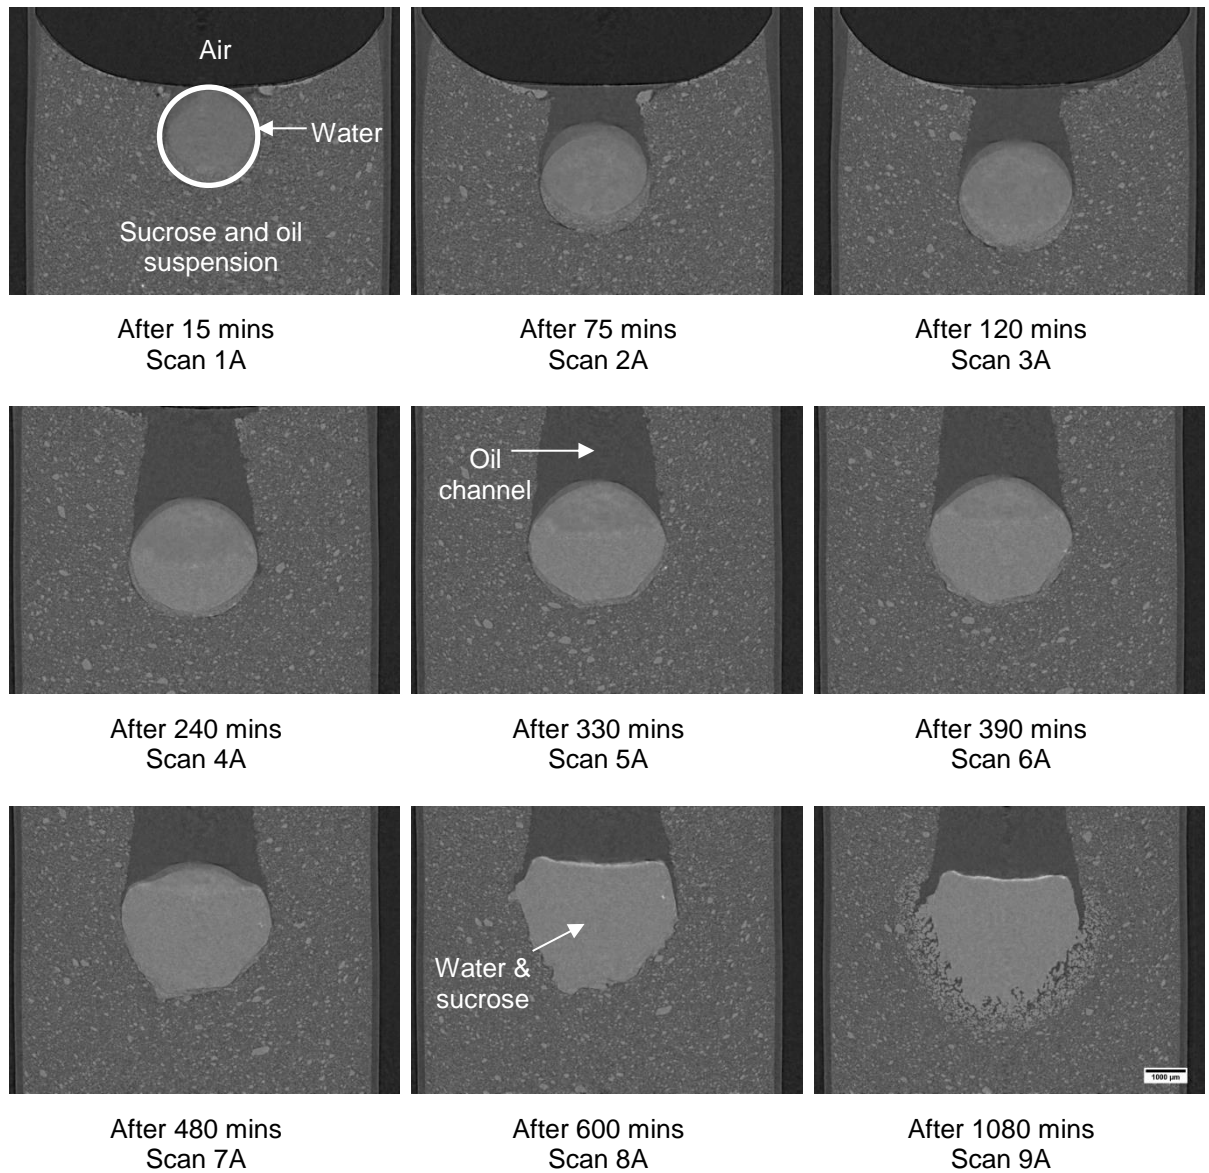 Air
Water
Sucrose and oil
suspension
After 15 mins
Scan 1A
After 75 mins
Scan 2A
After 120 mins
Scan 3A
Oil
channel
After 240 mins
Scan 4A
After 330 mins
Scan 5A
After 390 mins
Scan 6A
Water &
sucrose
1000 µm
After 480 mins
Scan 7A
After 600 mins
Scan 8A
After 1080 mins
Scan 9A